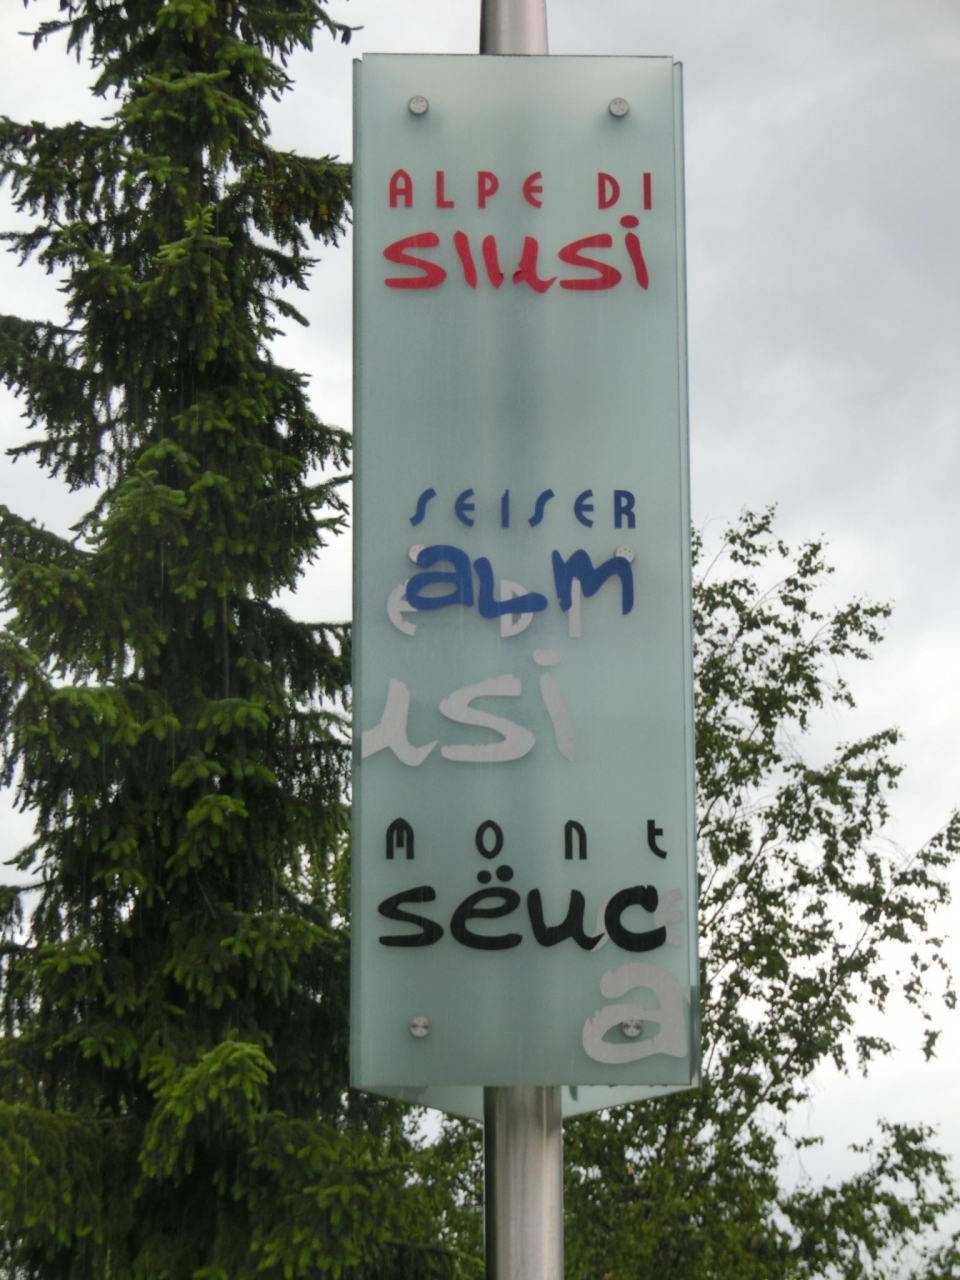 ALPE DI
SIUSI
SEISER
ALM
MONT
SËUC